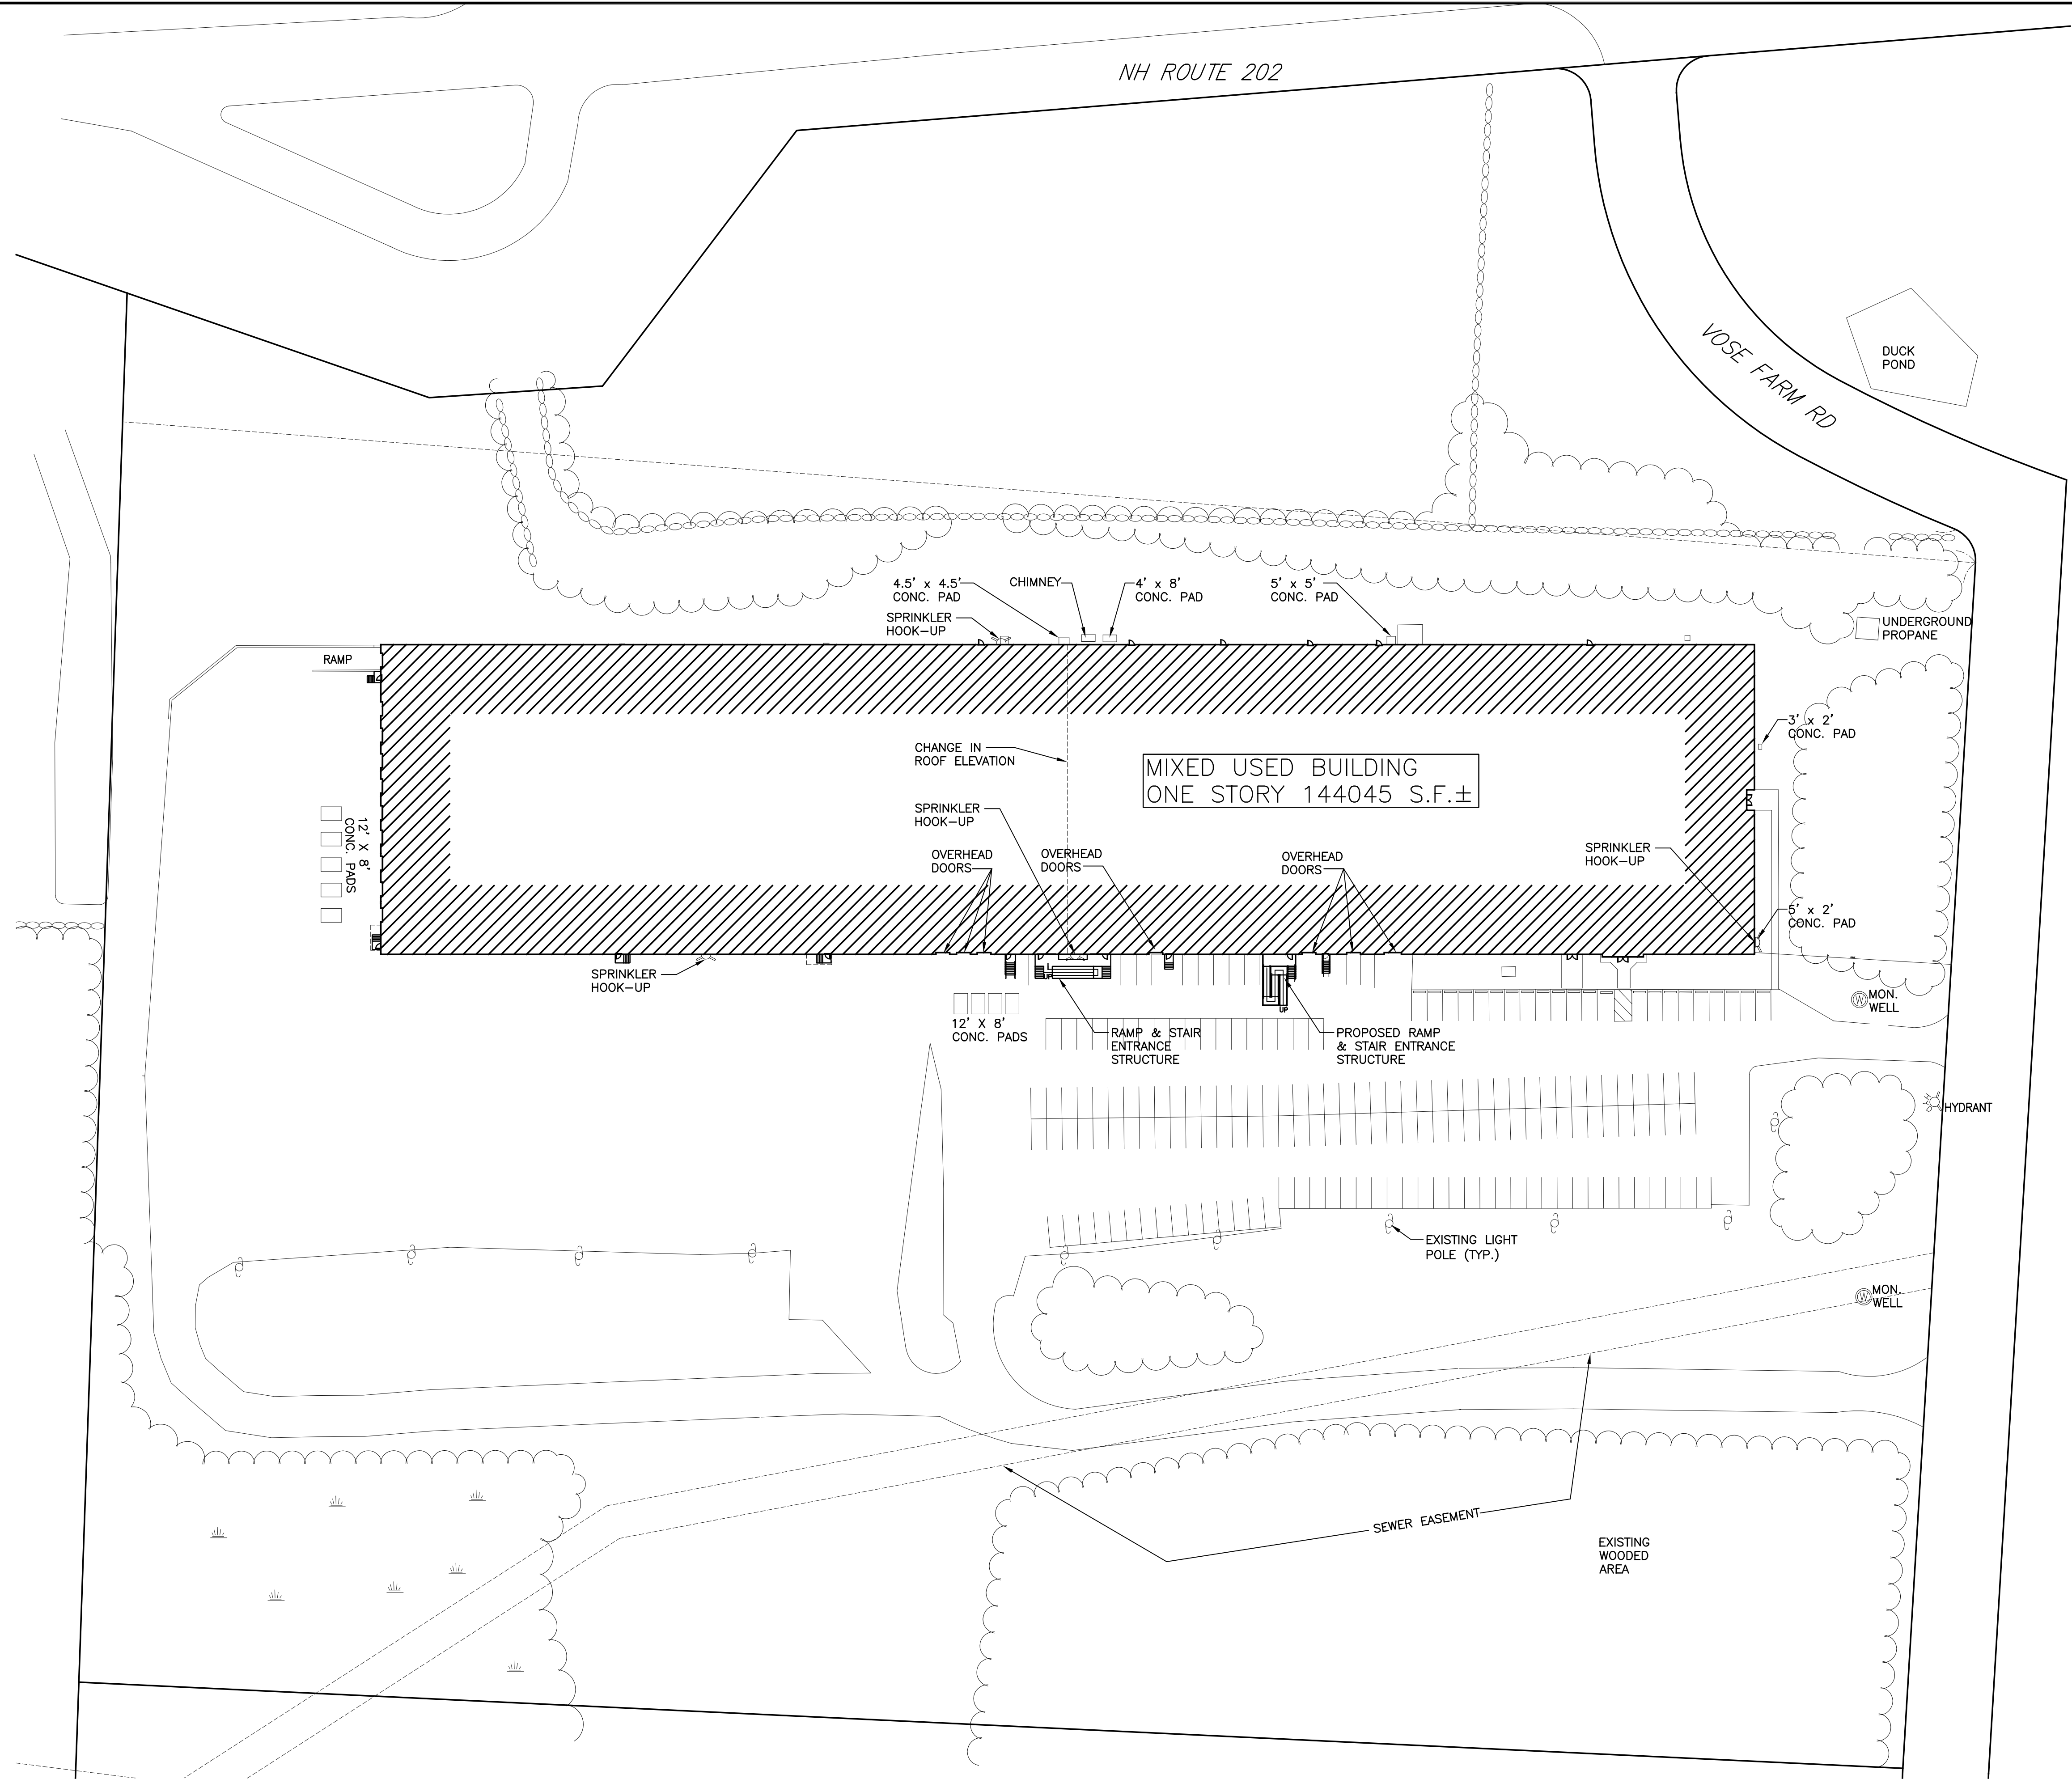 NH ROUTE 202
VOSE FARM RD
DUCK
POND
4.5' x 4.5'
CONC. PAD
CHIMNEY
4' x 8'
CONC. PAD
5' x 5'
CONC. PAD
SPRINKLER
HOOK-UP
UNDERGROUND
PROPANE
RAMP
3' x 2'
CONC. PAD
CHANGE IN
ROOF ELEVATION
MIXED USED BUILDING
ONE STORY 144045 S.F.±
SPRINKLER
HOOK-UP
12' X 8'
CONC. PADS
OVERHEAD
DOORS
OVERHEAD
DOORS
OVERHEAD
DOORS
SPRINKLER
HOOK-UP
5' x 2'
CONC. PAD
SPRINKLER
HOOK-UP
UP
UP
MON.
WELL
W
12' X 8'
CONC. PADS
RAMP & STAIR
ENTRANCE
STRUCTURE
PROPOSED RAMP
& STAIR ENTRANCE
STRUCTURE
HYDRANT
EXISTING LIGHT
POLE (TYP.)
MON.
WELL
W
SEWER EASEMENT
EXISTING
WOODED
AREA